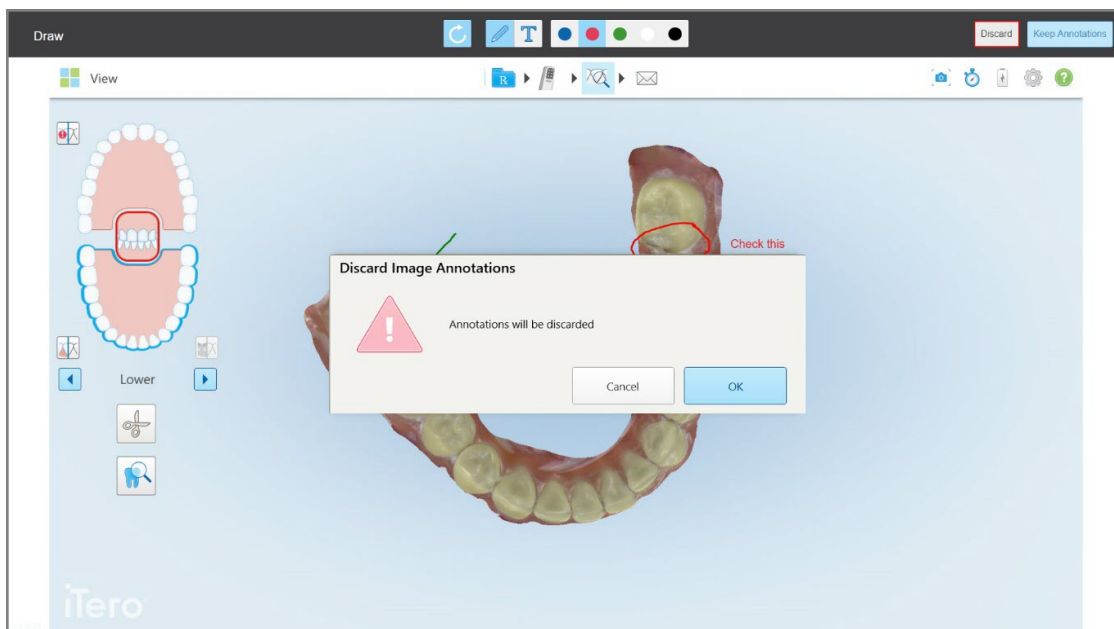 Draw
T
Discard
Keep Annotations
View
R
?
Check this
Discard Image Annotations
!
Annotations will be discarded
Cancel
OK
Lower
iTero